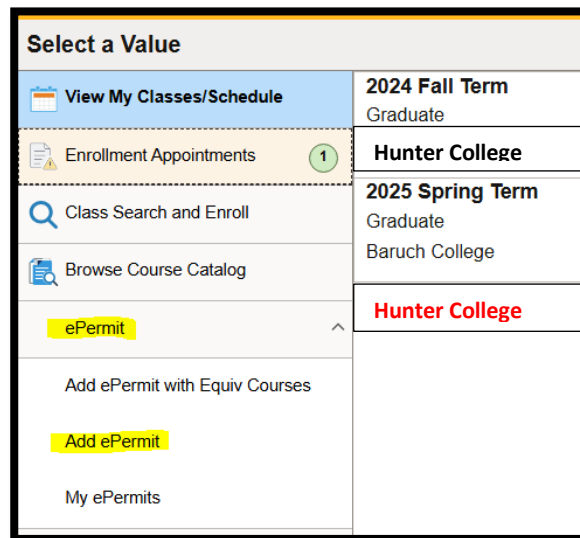 Select a Value
View My Classes/Schedule
Enrollment Appointments
1
Class Search and Enroll
Browse Course Catalog
ePermit
Add ePermit with Equiv Courses
Add ePermit
My ePermits
2024 Fall Term
Graduate
Hunter College
2025 Spring Term
Graduate
Baruch College
Hunter College